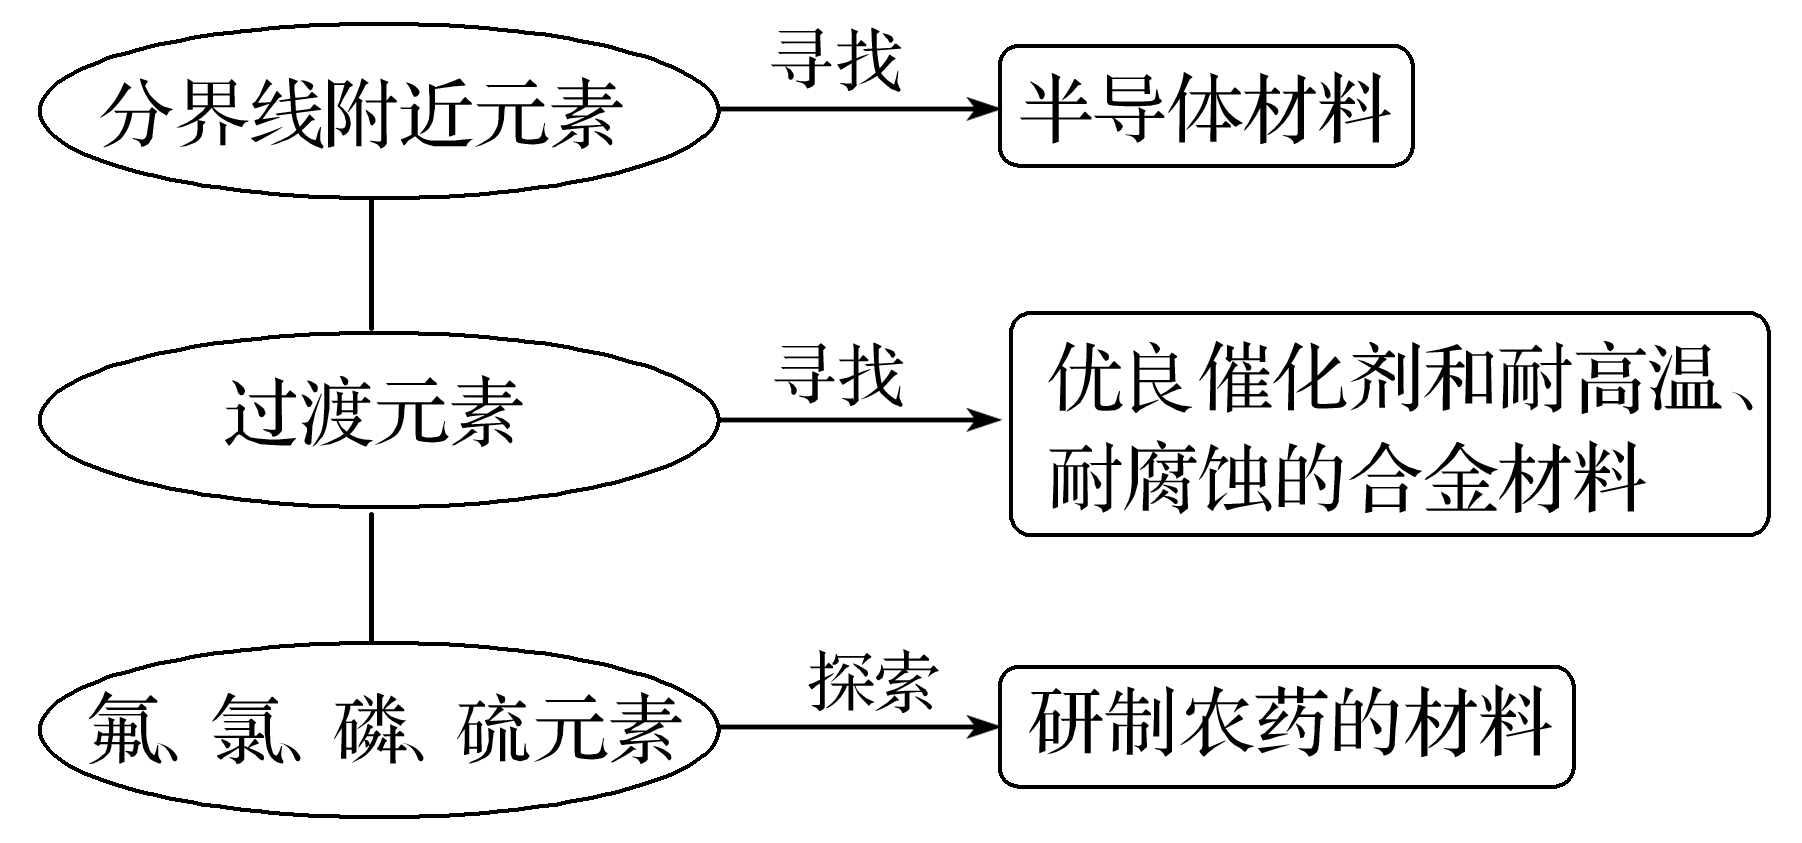 分界线附近元素
寻找
半导体材料
过渡元素
寻找
优良催化剂和耐高温、
耐腐蚀的合金材料
氟、氯、磷、硫元素
探索
研制农药的材料